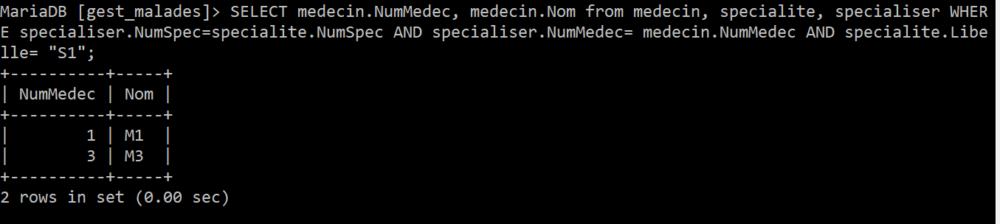 MariaDB [gest_malades]> SELECT medecin.NumMedec, medecin.Nom from medecin, specialite, specialiser WHER
E specialiser.NumSpec=specialite.NumSpec AND specialiser.NumMedec= medecin.NumMedec AND specialite.Libe
lle= "S1";
+----------+-----+
| NumMedec | Nom |
+----------+-----+
|        1 | M1  |
|        3 | M3  |
+----------+-----+
2 rows in set (0.00 sec)